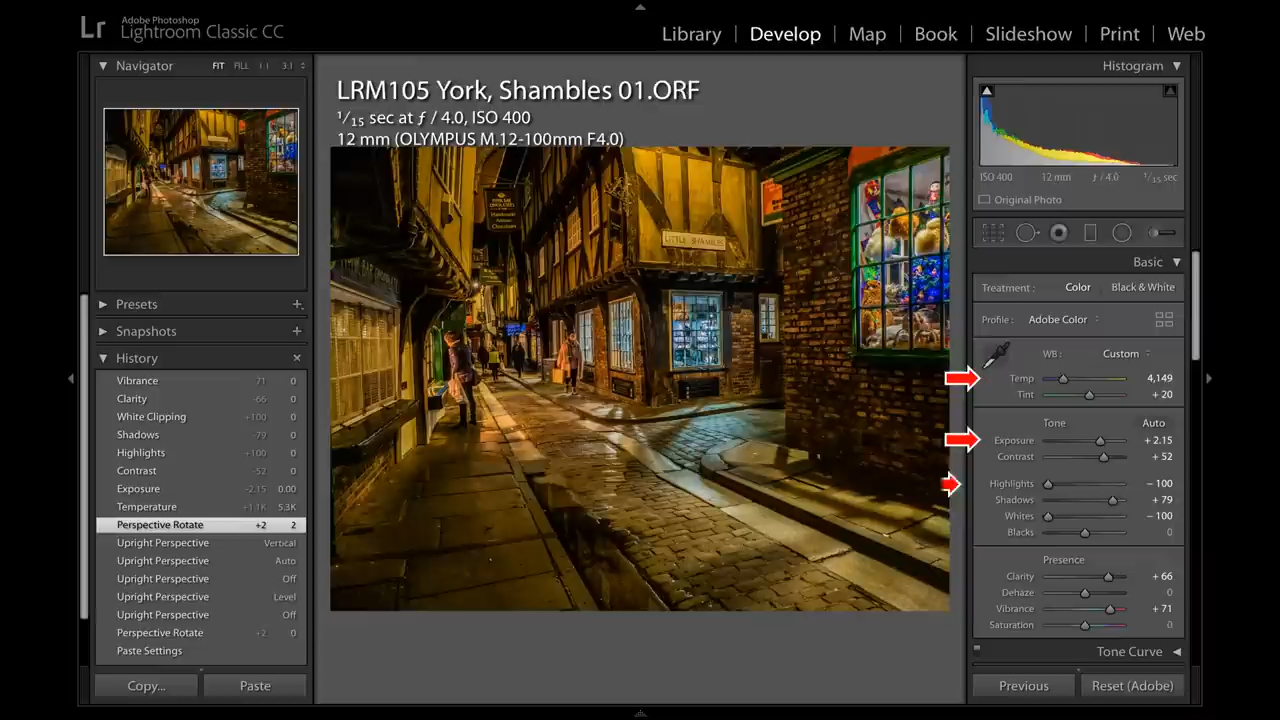 Lr
Adobe Photoshop
Lightroom Classic CC
Library | Develop | Map | Book | Slideshow | Print | Web
Navigator FIT FILL 1:1 3:1
Presets +
Snapshots +
History ×
Vibrance 71 0
Clarity -66 0
White Clipping +100 0
Shadows -79 0
Highlights +100 0
Contrast -52 0
Exposure -2.15 0.00
Temperature +1.1K 5.3K
Perspective Rotate +2 2
Upright Perspective Vertical
Upright Perspective Auto
Upright Perspective Off
Upright Perspective Level
Upright Perspective Off
Perspective Rotate +2 0
Paste Settings
Copy... Paste
LRM105 York, Shambles 01.ORF
1/15 sec at ƒ / 4.0, ISO 400
12 mm (OLYMPUS M.12-100mm F4.0)
LITTLE SHAMBLES
Histogram
ISO 400 12 mm ƒ / 4.0 1/15 sec
Original Photo
Basic
Treatment : Color Black & White
Profile : Adobe Color
WB: Custom
Temp 4,149
Tint + 20
Tone Auto
Exposure + 2.15
Contrast + 52
Highlights − 100
Shadows + 79
Whites − 100
Blacks 0
Presence
Clarity + 66
Dehaze 0
Vibrance + 71
Saturation 0
Tone Curve
Previous Reset (Adobe)